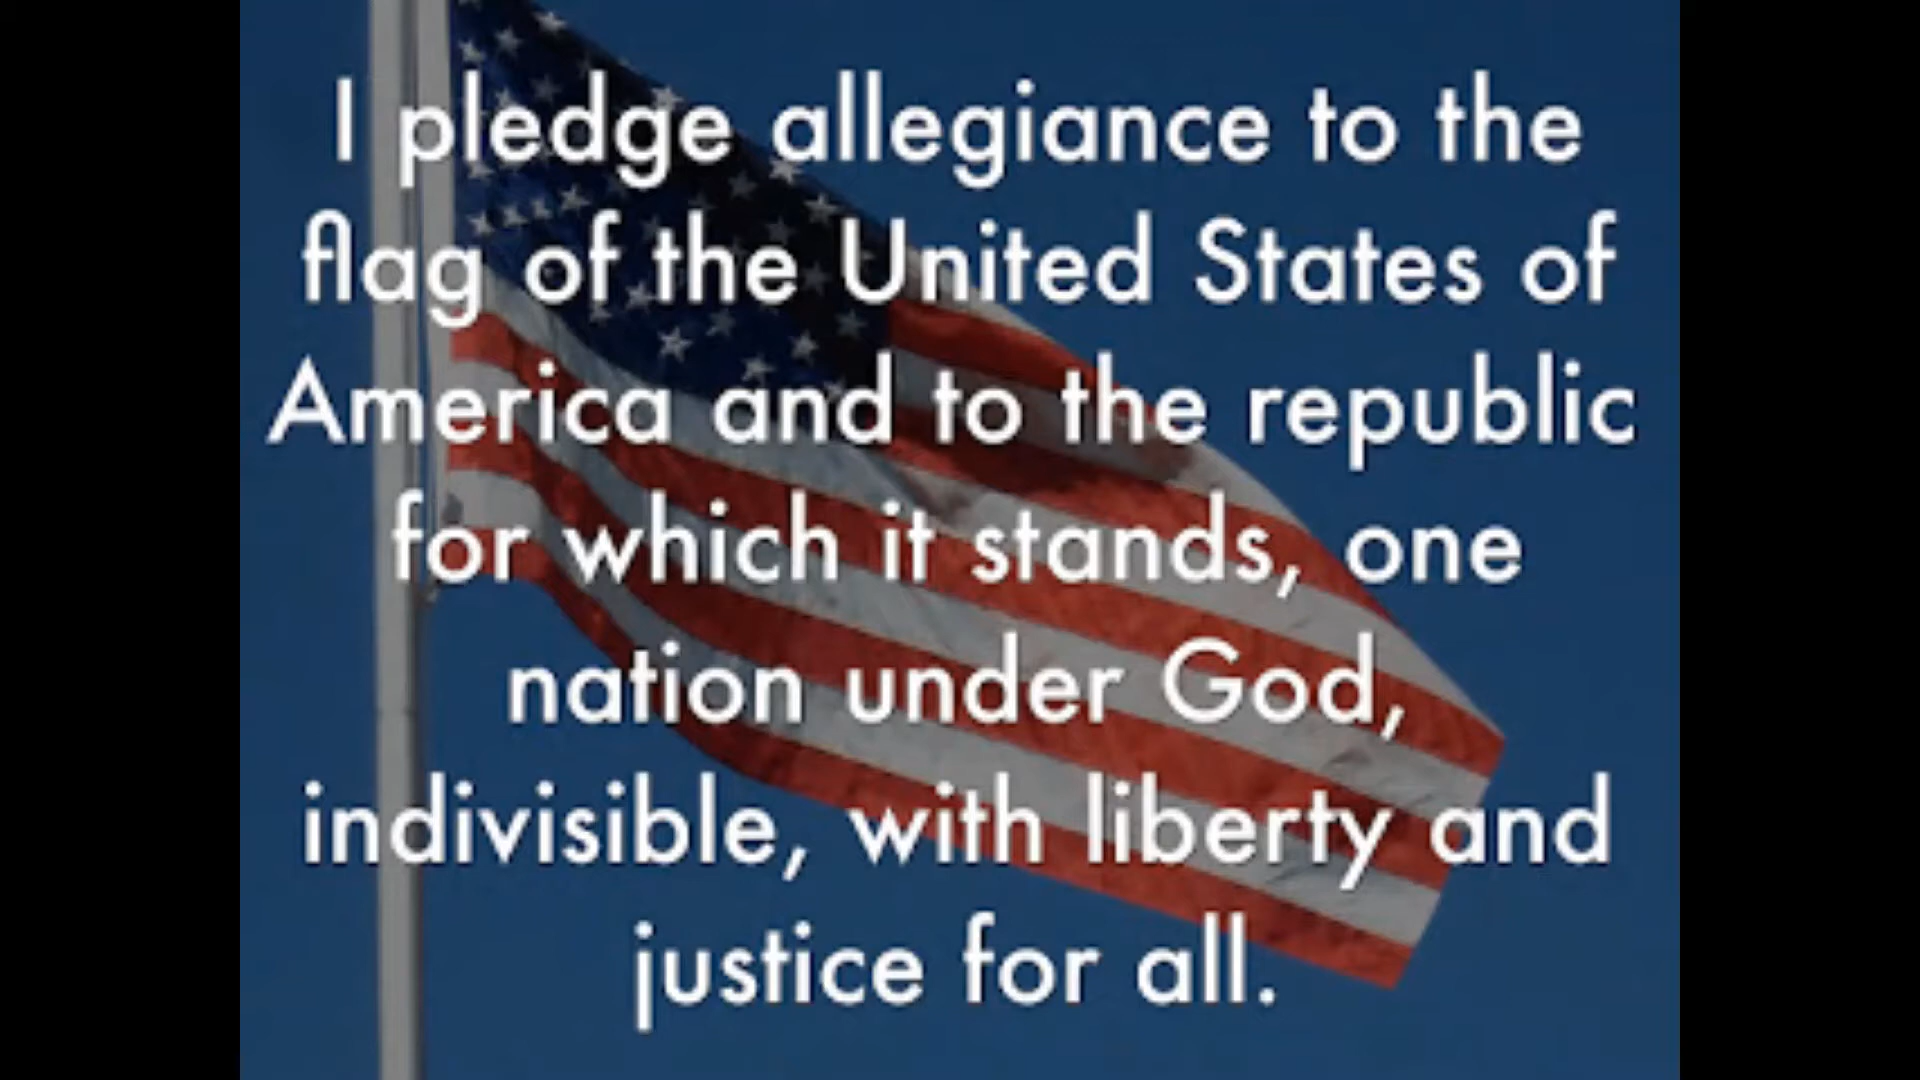 I pledge allegiance to the
flag of the United States of
America and to the republic
for which it stands, one
nation under God,
indivisible, with liberty and
justice for all.